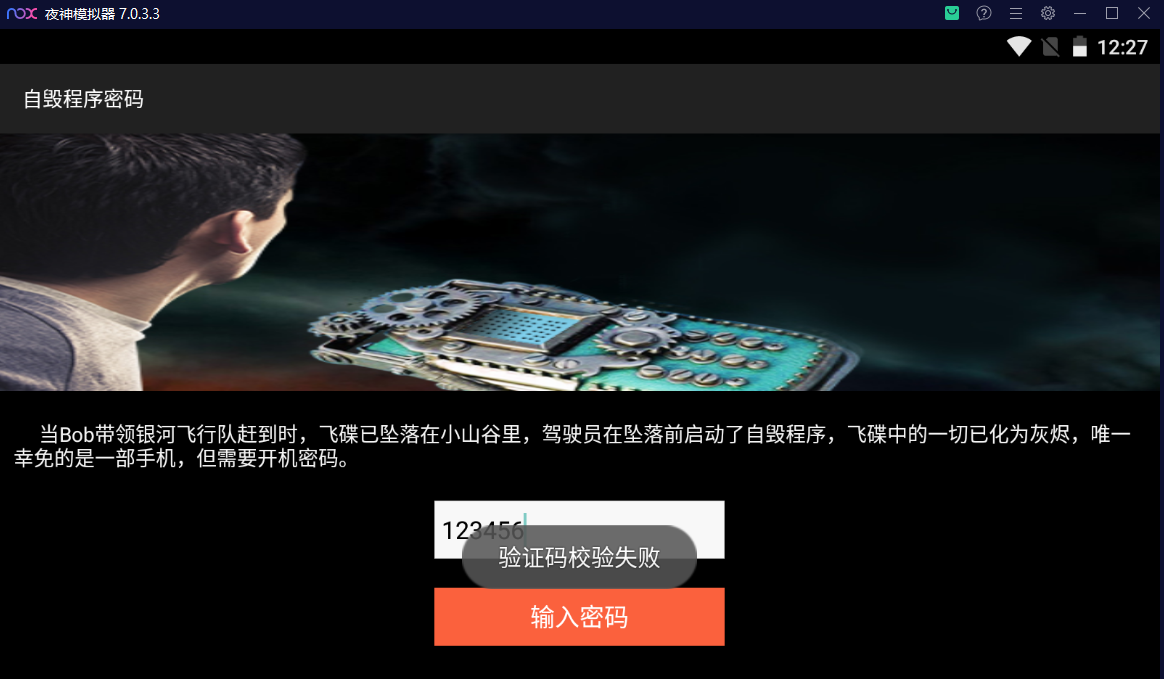 nox 夜神模拟器 7.0.3.3
12:27
自毁程序密码
当Bob带领银河飞行队赶到时，飞碟已坠落在小山谷里，驾驶员在坠落前启动了自毁程序，飞碟中的一切已化为灰烬，唯一
幸免的是一部手机，但需要开机密码。
123456
验证码校验失败
输入密码